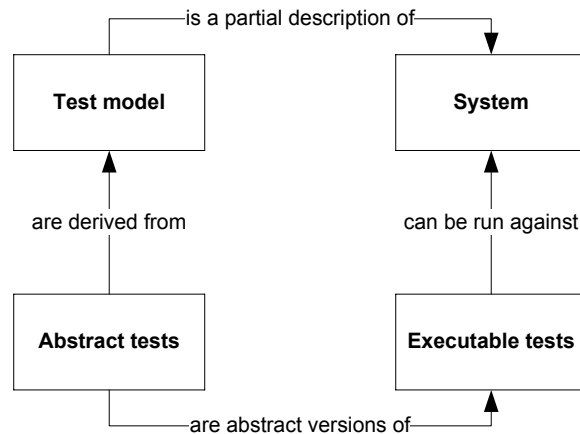 is a partial description of
Test model
System
are derived from
can be run against
Abstract tests
Executable tests
are abstract versions of